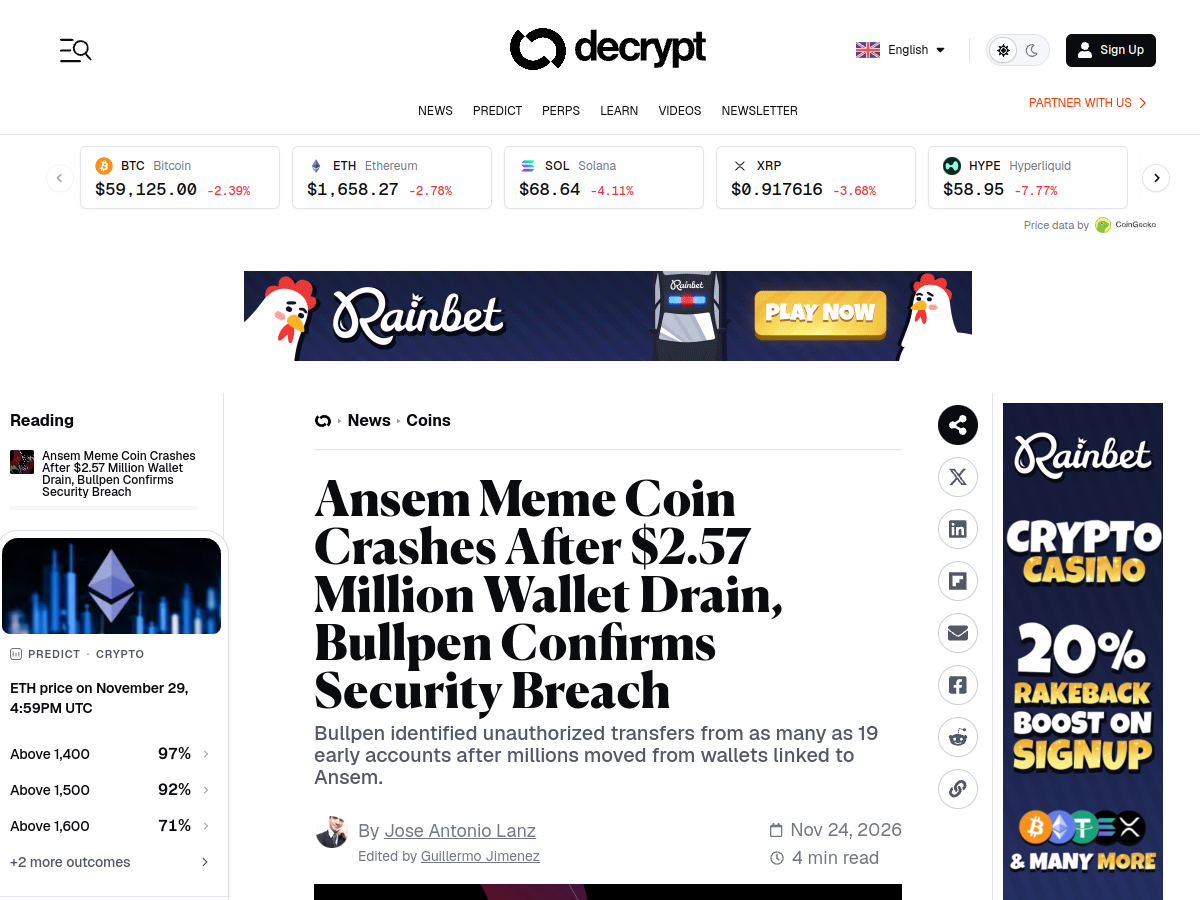 decrypt
English
Sign Up
NEWS PREDICT PERPS LEARN VIDEOS NEWSLETTER
PARTNER WITH US
BTC Bitcoin
$59,125.00 -2.39%
ETH Ethereum
$1,658.27 -2.78%
SOL Solana
$68.64 -4.11%
XRP
$0.917616 -3.68%
HYPE Hyperliquid
$58.95 -7.77%
Price data by CoinGecko
Rainbet
Rainbet
PLAY NOW
Reading
Ansem Meme Coin Crashes
After $2.57 Million Wallet
Drain, Bullpen Confirms
Security Breach
PREDICT · CRYPTO
ETH price on November 29,
4:59PM UTC
Above 1,400 97%
Above 1,500 92%
Above 1,600 71%
+2 more outcomes
News Coins
Ansem Meme Coin
Crashes After $2.57
Million Wallet Drain,
Bullpen Confirms
Security Breach
Bullpen identified unauthorized transfers from as many as 19
early accounts after millions moved from wallets linked to
Ansem.
By Jose Antonio Lanz
Edited by Guillermo Jimenez
Nov 24, 2026
4 min read
Rainbet
CRYPTO
CASINO
20%
RAKEBACK
BOOST ON
SIGNUP
& MANY MORE